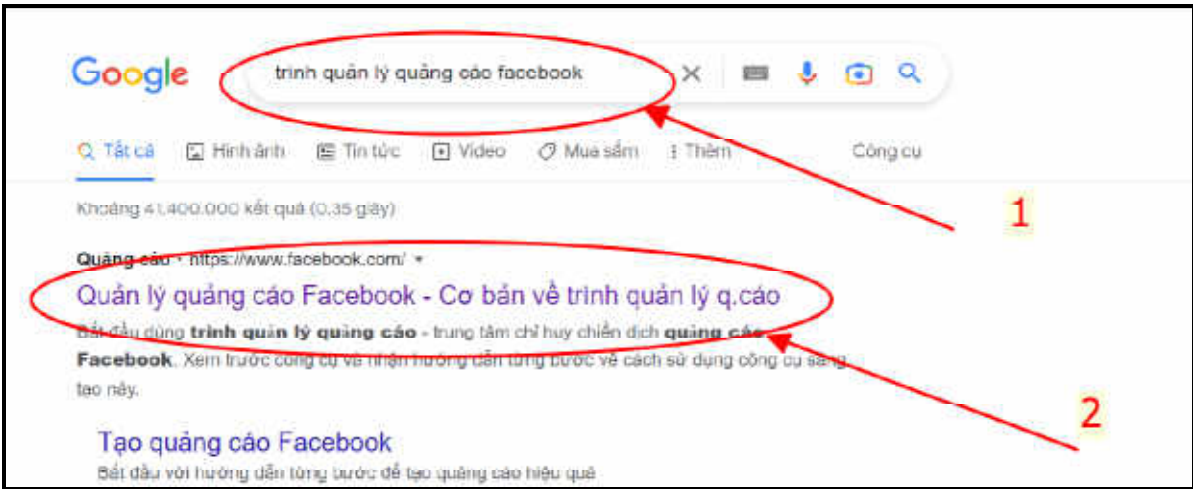 Google
trình quản lý quảng cáo facebook
Tất cả Hình ảnh Tin tức Video Mua sắm Thêm Công cụ
Khoảng 41.400.000 kết quả (0,35 giây)
1
Quảng cáo · https://www.facebook.com/
Quản lý quảng cáo Facebook - Cơ bản về trình quản lý q.cáo
Bắt đầu dùng trình quản lý quảng cáo - trung tâm chỉ huy chiến dịch quảng cáo
Facebook. Xem trước công cụ và nhận hướng dẫn từng bước về cách sử dụng công cụ sáng
tạo này.
2
Tạo quảng cáo Facebook
Bắt đầu với hướng dẫn từng bước để tạo quảng cáo hiệu quả